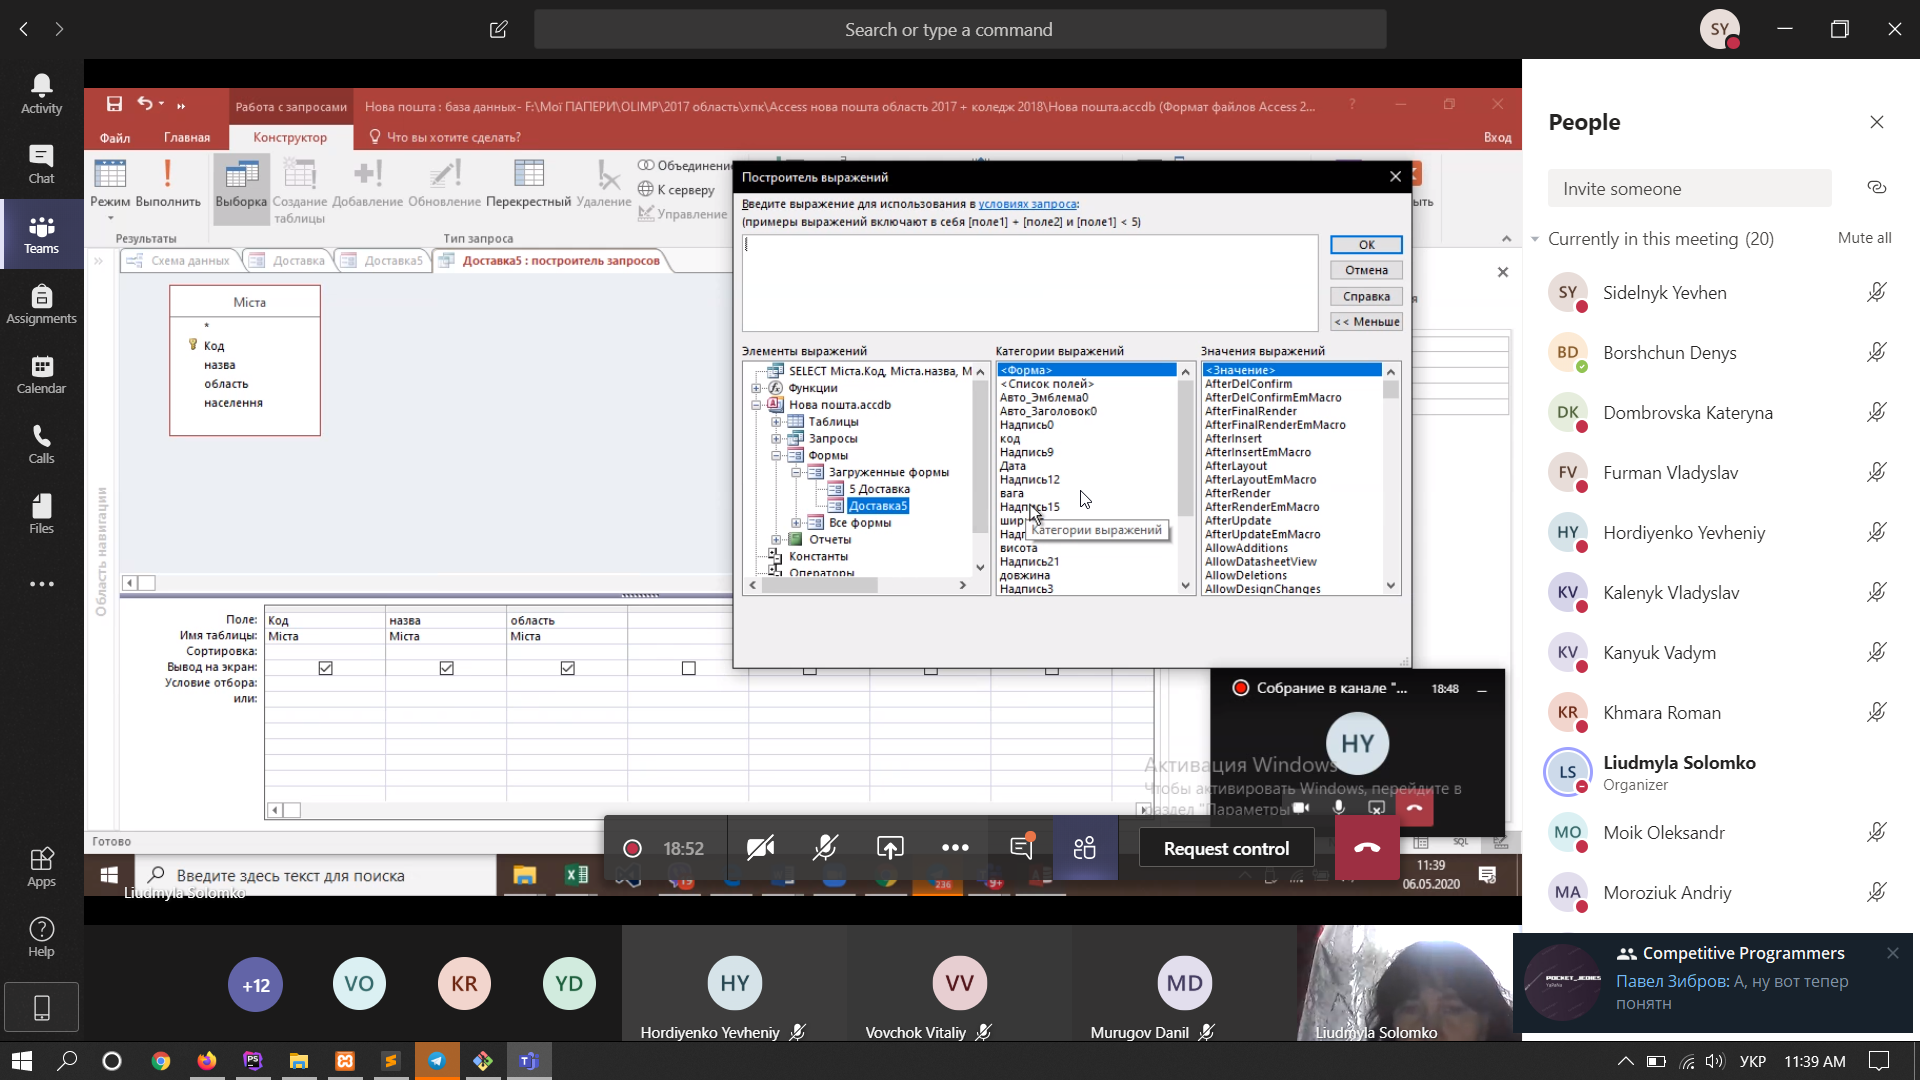 Search or type a command
SY
Activity
Chat
Teams
Assignments
Calendar
Calls
Files
Apps
Help
Работа с запросами
Нова пошта : база данных- F:\Мої ПАПЕРИ\OLIMP\2017 область\хпк\Access нова пошта область 2017 + коледж 2018\Нова пошта.accdb (Формат файлов Access 2...
Файл
Главная
Конструктор
Что вы хотите сделать?
Вход
Режим
Выполнить
Выборка
Создание таблицы
Добавление
Обновление
Перекрестный
Удаление
Объединение
К серверу
Управление
Результаты
Тип запроса
Схема данных
Доставка
Доставка5
Доставка5 : построитель запросов
Область навигации
Міста
*
Код
назва
область
населення
Поле: Код назва область
Имя таблицы: Міста Міста Міста
Сортировка:
Вывод на экран:
Условие отбора:
или:
Готово
Построитель выражений
Введите выражение для использования в условиях запроса:
(примеры выражений включают в себя [поле1] + [поле2] и [поле1] < 5)
ОК
Отмена
Справка
<< Меньше
Элементы выражений
SELECT Міста.Код, Міста.назва, М
Функции
Нова пошта.accdb
Таблицы
Запросы
Формы
Загруженные формы
5 Доставка
Доставка5
Все формы
Отчеты
Константы
Операторы
Категории выражений
<Форма>
<Список полей>
Авто_Эмблема0
Авто_Заголовок0
Надпись0
код
Надпись9
Дата
Надпись12
вага
Надпись15
шир
Над
Категории выражений
висота
Надпись21
довжина
Надпись3
Значения выражений
<Значение>
AfterDelConfirm
AfterDelConfirmEmMacro
AfterFinalRender
AfterFinalRenderEmMacro
AfterInsert
AfterInsertEmMacro
AfterLayout
AfterLayoutEmMacro
AfterRender
AfterRenderEmMacro
AfterUpdate
AfterUpdateEmMacro
AllowAdditions
AllowDatasheetView
AllowDeletions
AllowDesignChanges
Собрание в канале "...
18:48
HY
Активация Windows
Чтобы активировать Windows, перейдите в
раздел "Параметры
18:52
Request control
SQL
Введите здесь текст для поиска
Liudmyla Solomko
236
11:39
06.05.2020
People
Invite someone
Currently in this meeting (20)
Mute all
SY Sidelnyk Yevhen
BD Borshchun Denys
DK Dombrovska Kateryna
FV Furman Vladyslav
HY Hordiyenko Yevheniy
KV Kalenyk Vladyslav
KV Kanyuk Vadym
KR Khmara Roman
LS Liudmyla Solomko
Organizer
MO Moik Oleksandr
MA Moroziuk Andriy
+12
VO
KR
YD
HY
Hordiyenko Yevheniy
VV
Vovchok Vitaliy
MD
Murugov Danil
Liudmyla Solomko
Competitive Programmers
Павел Зибров: А, ну вот тепер
понятн
УКР
11:39 AM